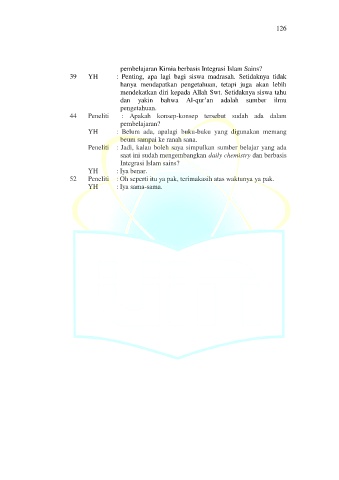 126
pembelajaran Kimia berbasis Integrasi Islam Sains?
39 YH : Penting, apa lagi bagi siswa madrasah. Setidaknya tidak
hanya mendapatkan pengetahuan, tetapi juga akan lebih
mendekatkan diri kepada Allah Swt. Setidaknya siswa tahu
dan yakin bahwa Al-qur'an adalah sumber ilmu
pengetahuan.
44 Peneliti : Apakah konsep-konsep tersebut sudah ada dalam
pembelajaran?
YH : Belum ada, apalagi buku-buku yang digunakan memang
beum sampai ke ranah sana.
Peneliti : Jadi, kalau boleh saya simpulkan sumber belajar yang ada
saat ini sudah mengembangkan daily chemistry dan berbasis
Integrasi Islam sains?
YH : Iya benar.
52 Peneliti : Oh seperti itu ya pak, terimakasih atas waktunya ya pak.
YH : Iya sama-sama.